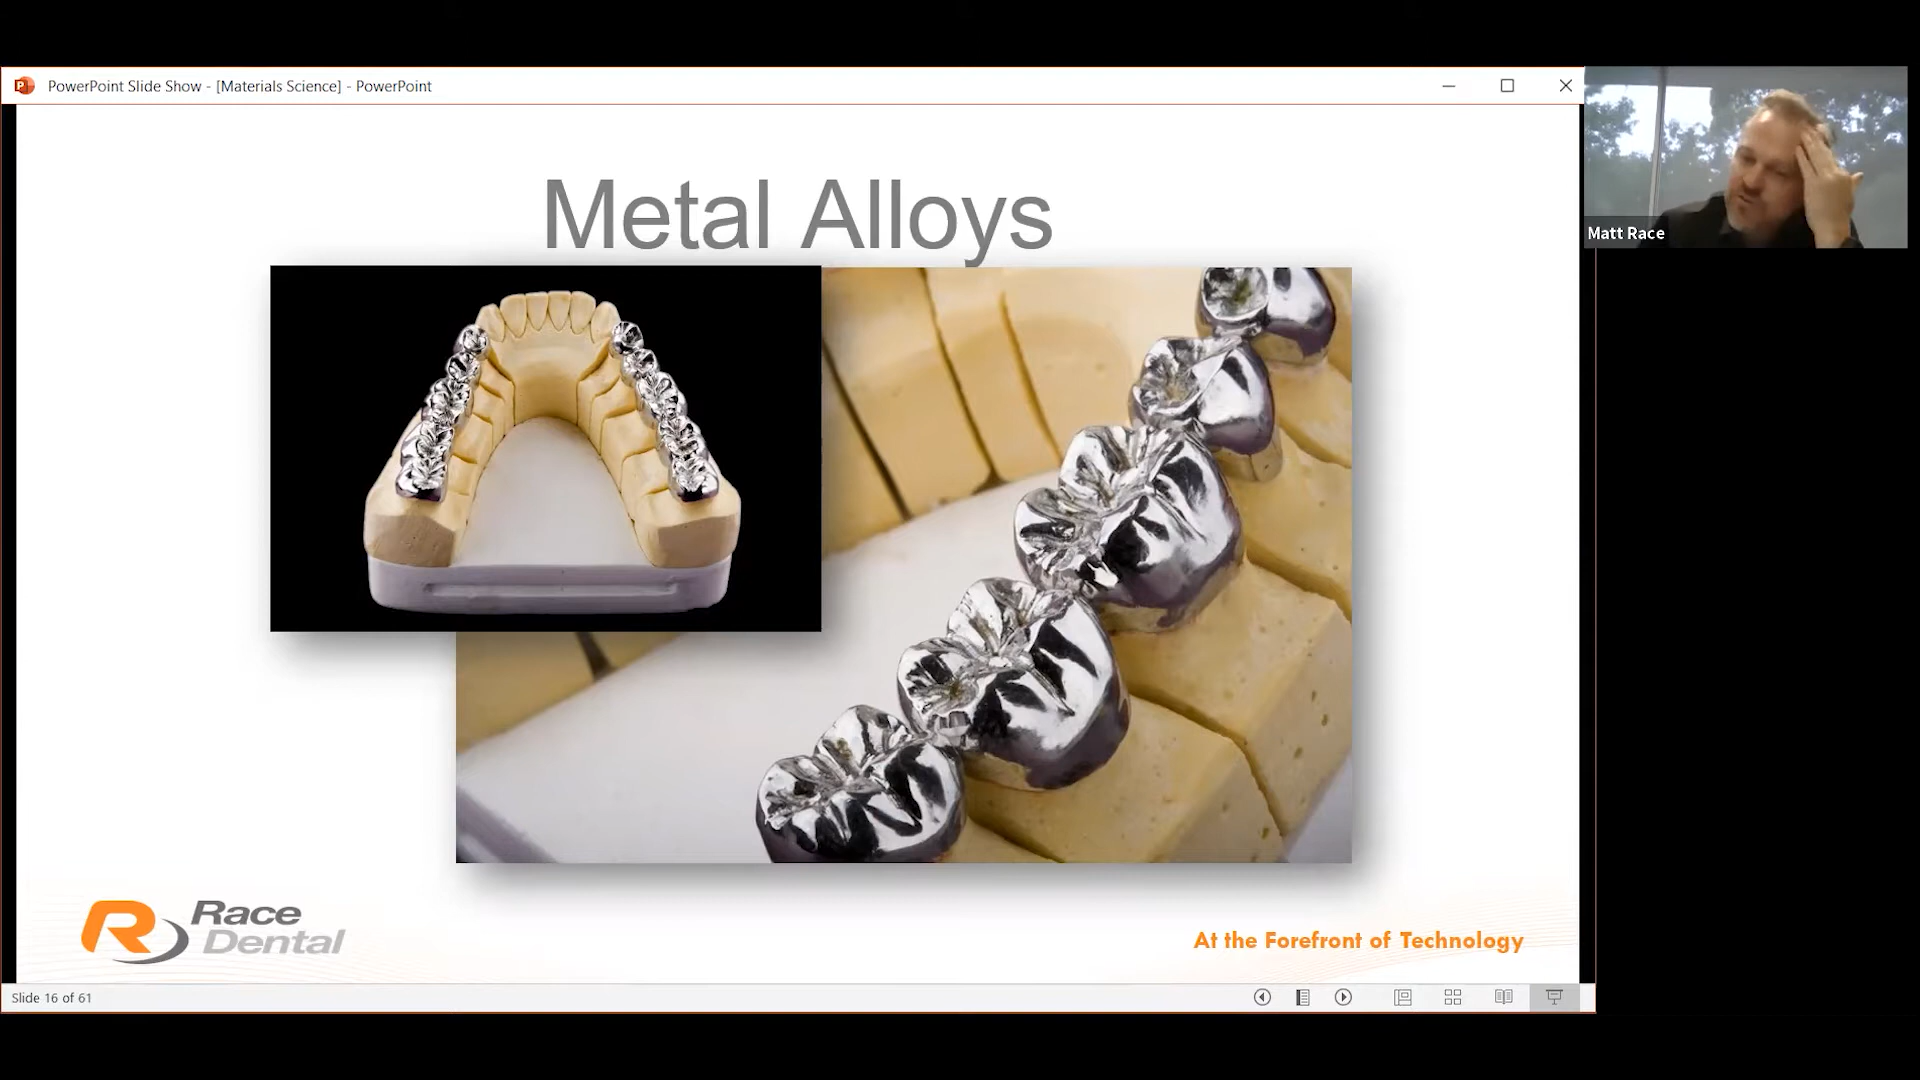 PowerPoint Slide Show - [Materials Science] - PowerPoint
Matt Race
Metal Alloys
Race
Dental
At the Forefront of Technology
Slide 16 of 61